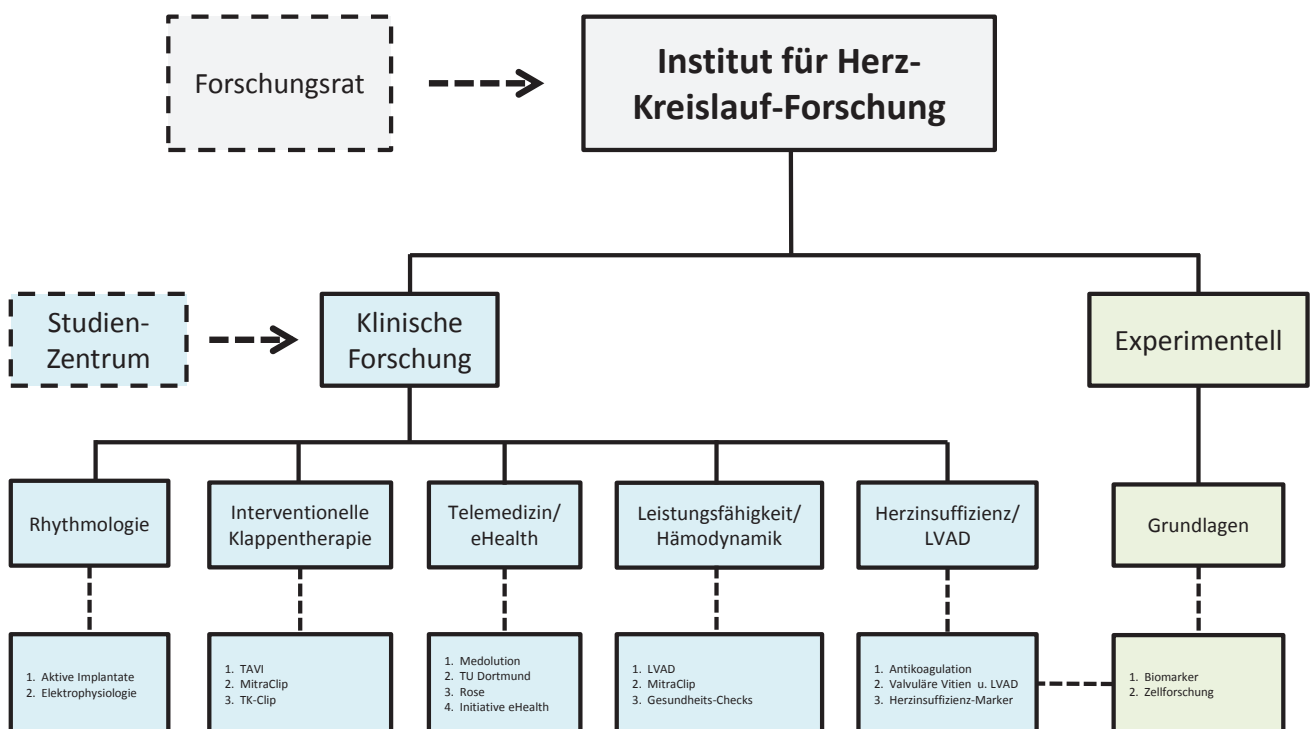 Forschungsrat
Institut für Herz-
Kreislauf-Forschung
Studien-
Zentrum
Klinische
Forschung
Experimentell
Rhythmologie
Interventionelle
Klappentherapie
Telemedizin/
eHealth
Leistungsfähigkeit/
Hämodynamik
Herzinsuffizienz/
LVAD
Grundlagen
1. Aktive Implantate
2. Elektrophysiologie
1. TAVI
2. MitraClip
3. TK-Clip
1. Medolution
2. TU Dortmund
3. Rose
4. Initiative eHealth
1. LVAD
2. MitraClip
3. Gesundheits-Checks
1. Antikoagulation
2. Valvuläre Vitien u. LVAD
3. Herzinsuffizienz-Marker
1. Biomarker
2. Zellforschung